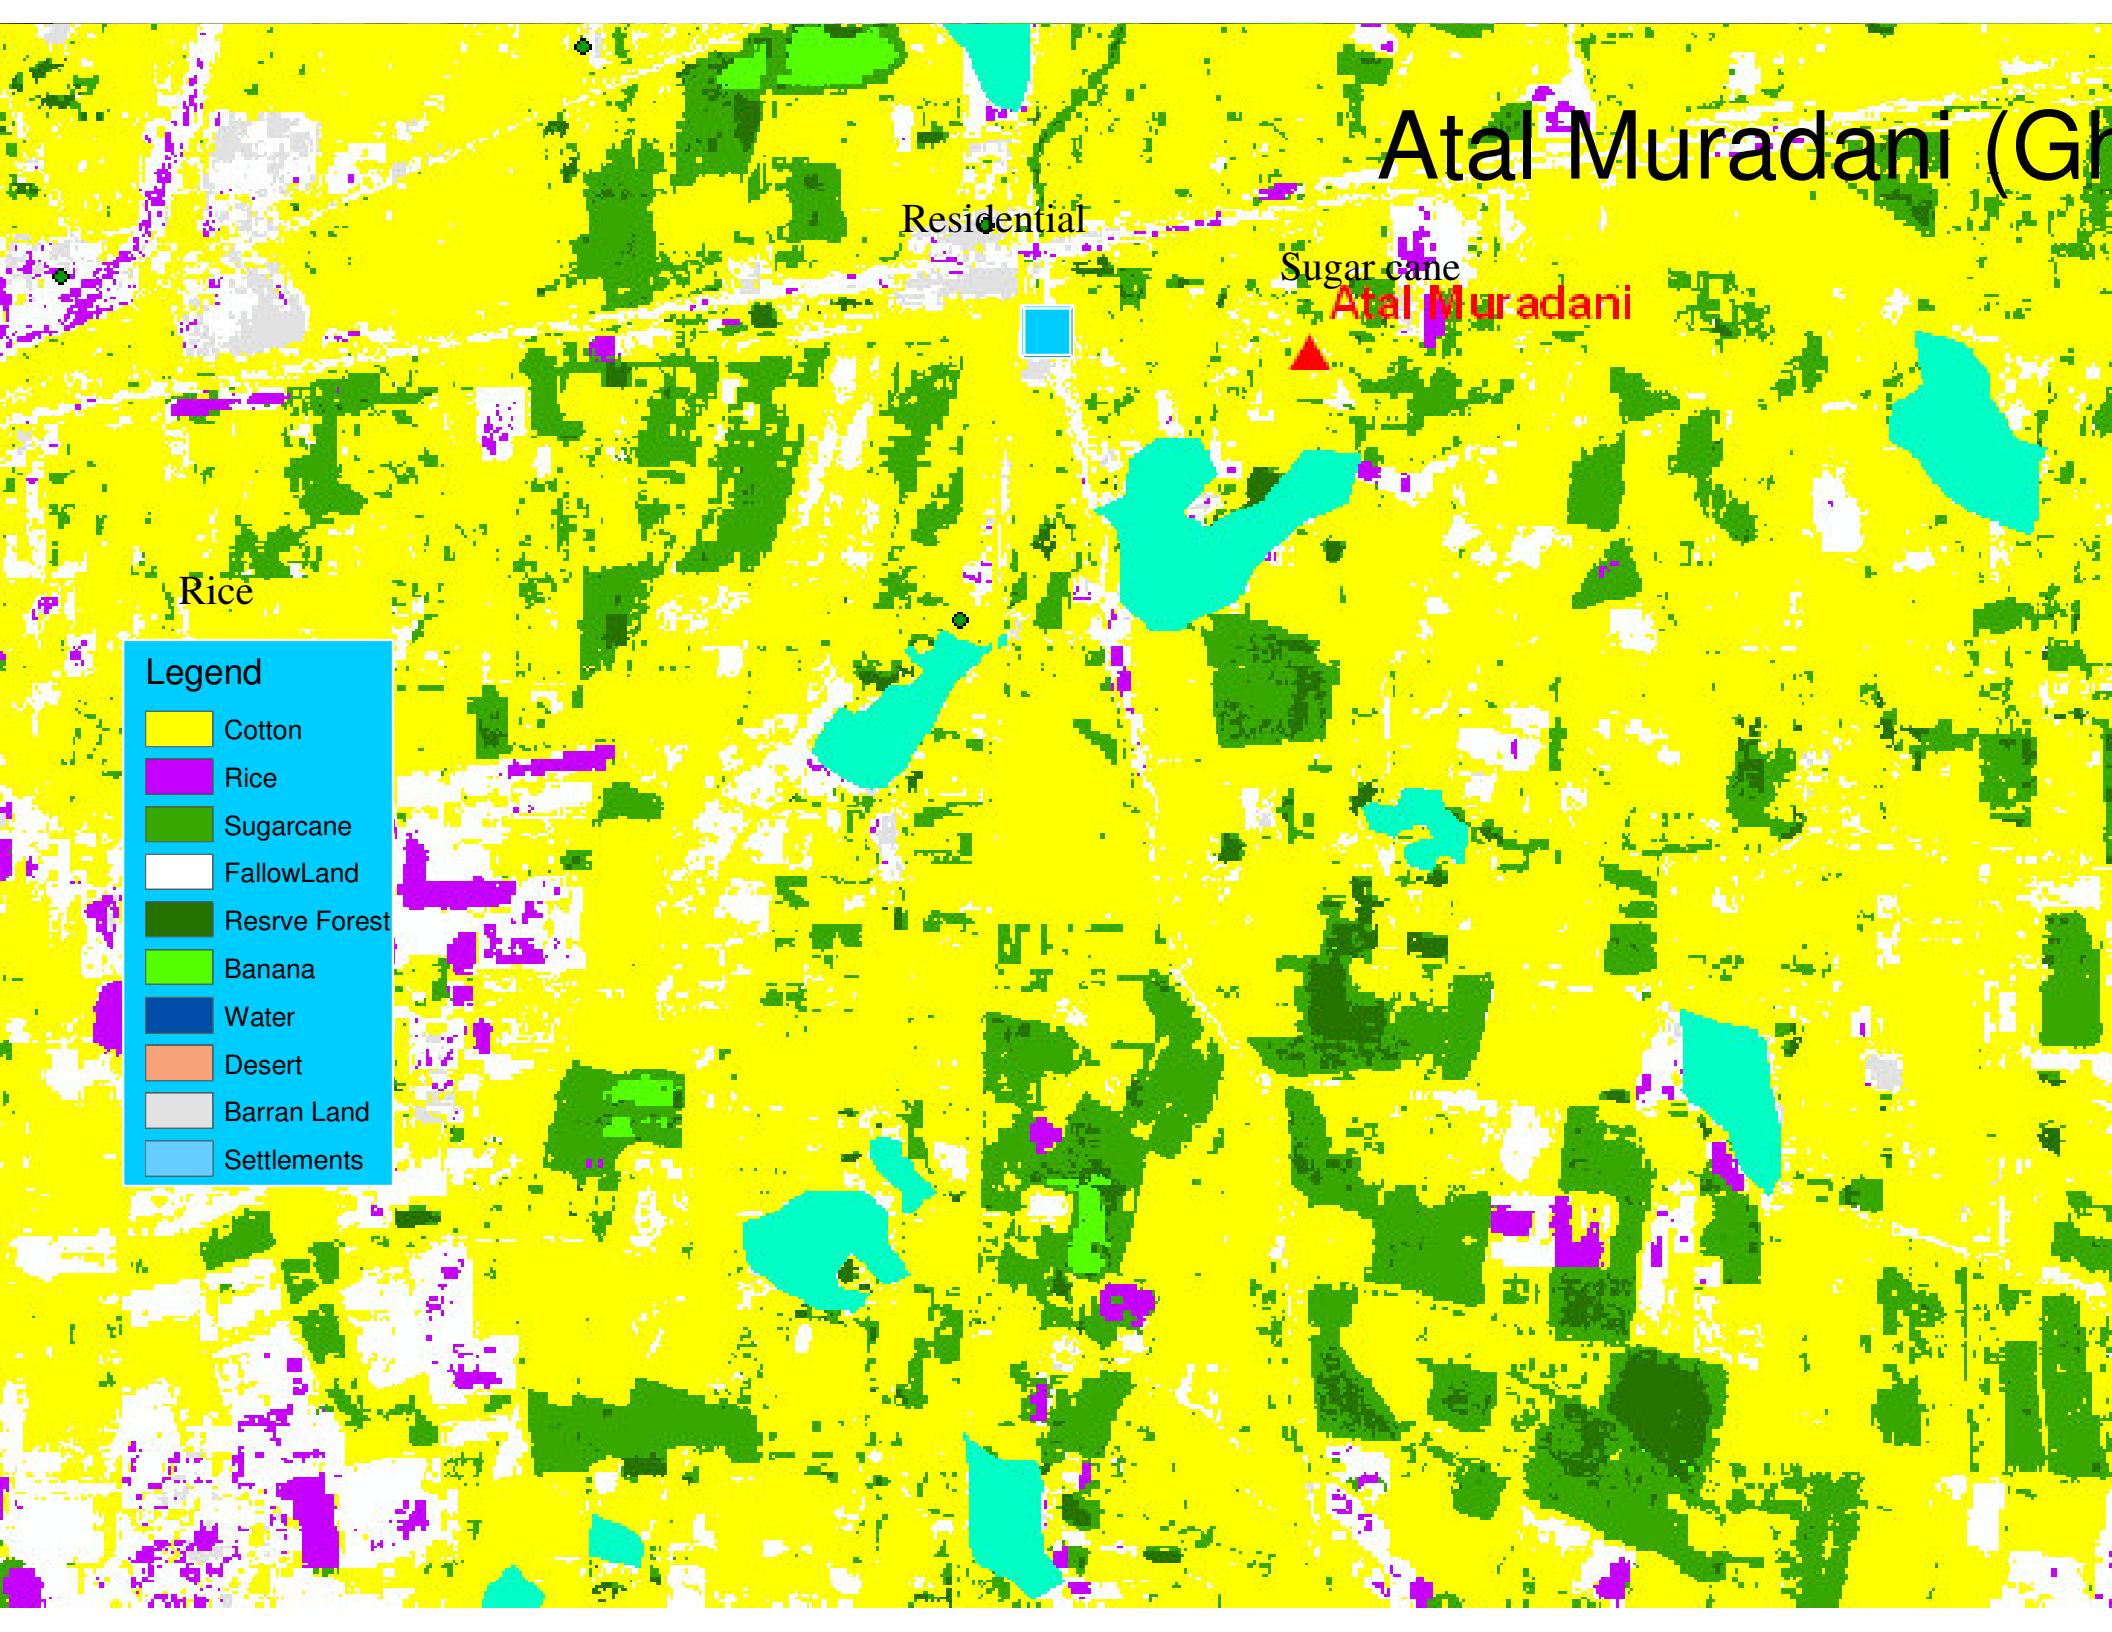 Atal Muradani (Gh
Residential
Sugar cane
Atal Muradani
Rice
Legend
Cotton
Rice
Sugarcane
FallowLand
Resrve Forest
Banana
Water
Desert
Barran Land
Settlements